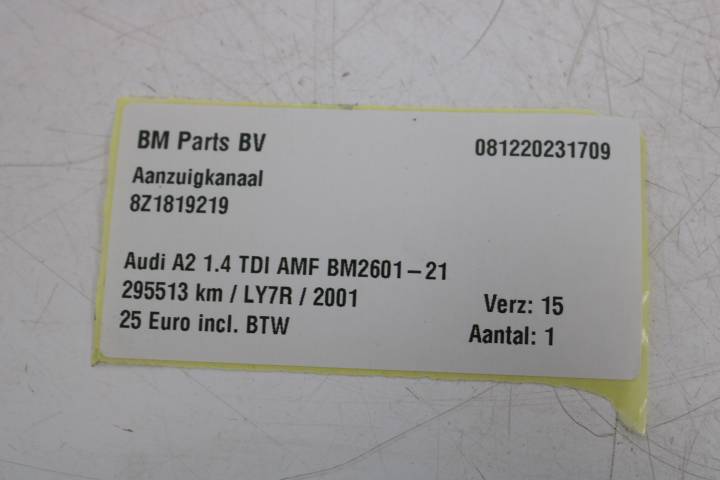 BM Parts BV 081220231709
Aanzuigkanaal
8Z1819219
Audi A2 1.4 TDI AMF BM2601-21
295513 km / LY7R / 2001 Verz: 15
25 Euro incl. BTW Aantal: 1